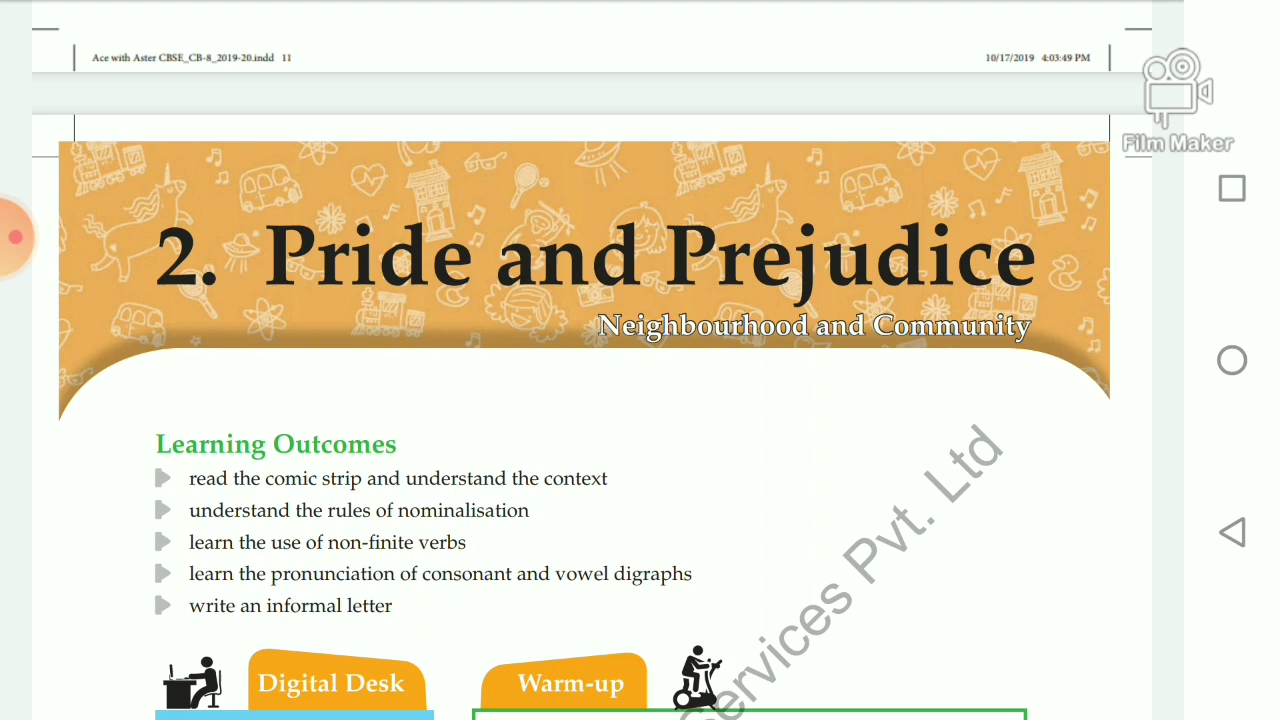 Ace with Aster CBSE_CB-8_2019-20.indd 11
10/17/2019 4:03:49 PM
Film Maker
2. Pride and Prejudice
Neighbourhood and Community
Learning Outcomes
read the comic strip and understand the context
understand the rules of nominalisation
learn the use of non-finite verbs
learn the pronunciation of consonant and vowel digraphs
write an informal letter
Digital Desk
Warm-up
Services Pvt. Ltd